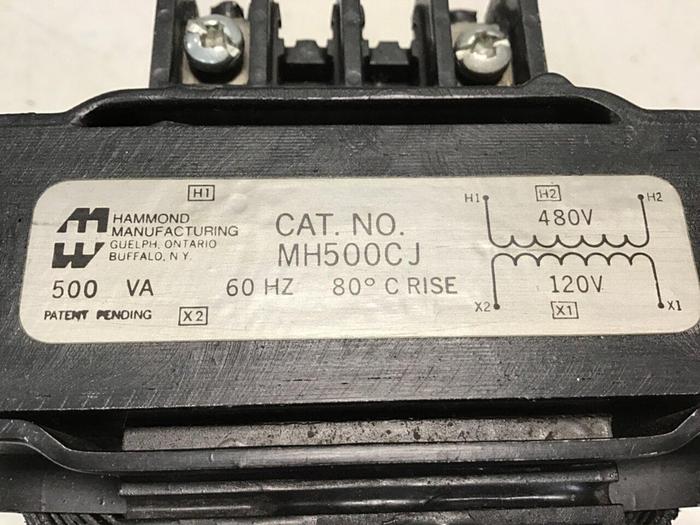 H1
HAMMOND
MANUFACTURING
GUELPH, ONTARIO
BUFFALO, N.Y.
CAT. NO.
MH500CJ
500 VA 60 HZ 80° C RISE
PATENT PENDING X2
H1 H2 H2
480V
120V
X2 X1 X1